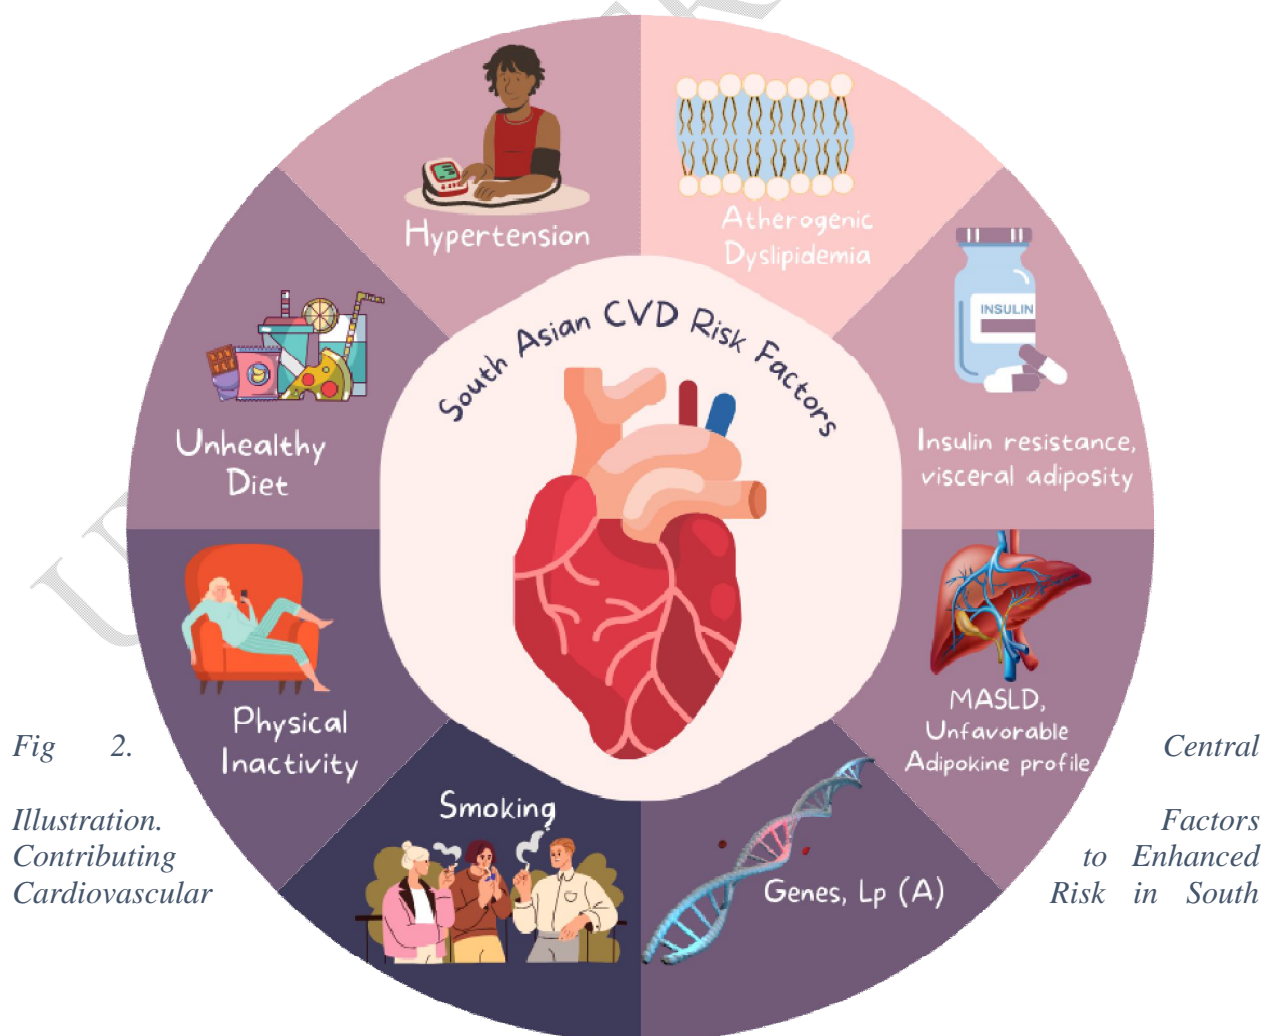 Hypertension
Atherogenic
Dyslipidemia
INSULIN
Insulin resistance,
visceral adiposity
South Asian CVD Risk Factors
Unhealthy
Diet
MASLD,
Unfavorable
Adipokine profile
Physical
Inactivity
Smoking
Genes, Lp (A)
Fig 2. Central
Illustration. Factors
Contributing to Enhanced
Cardiovascular Risk in South